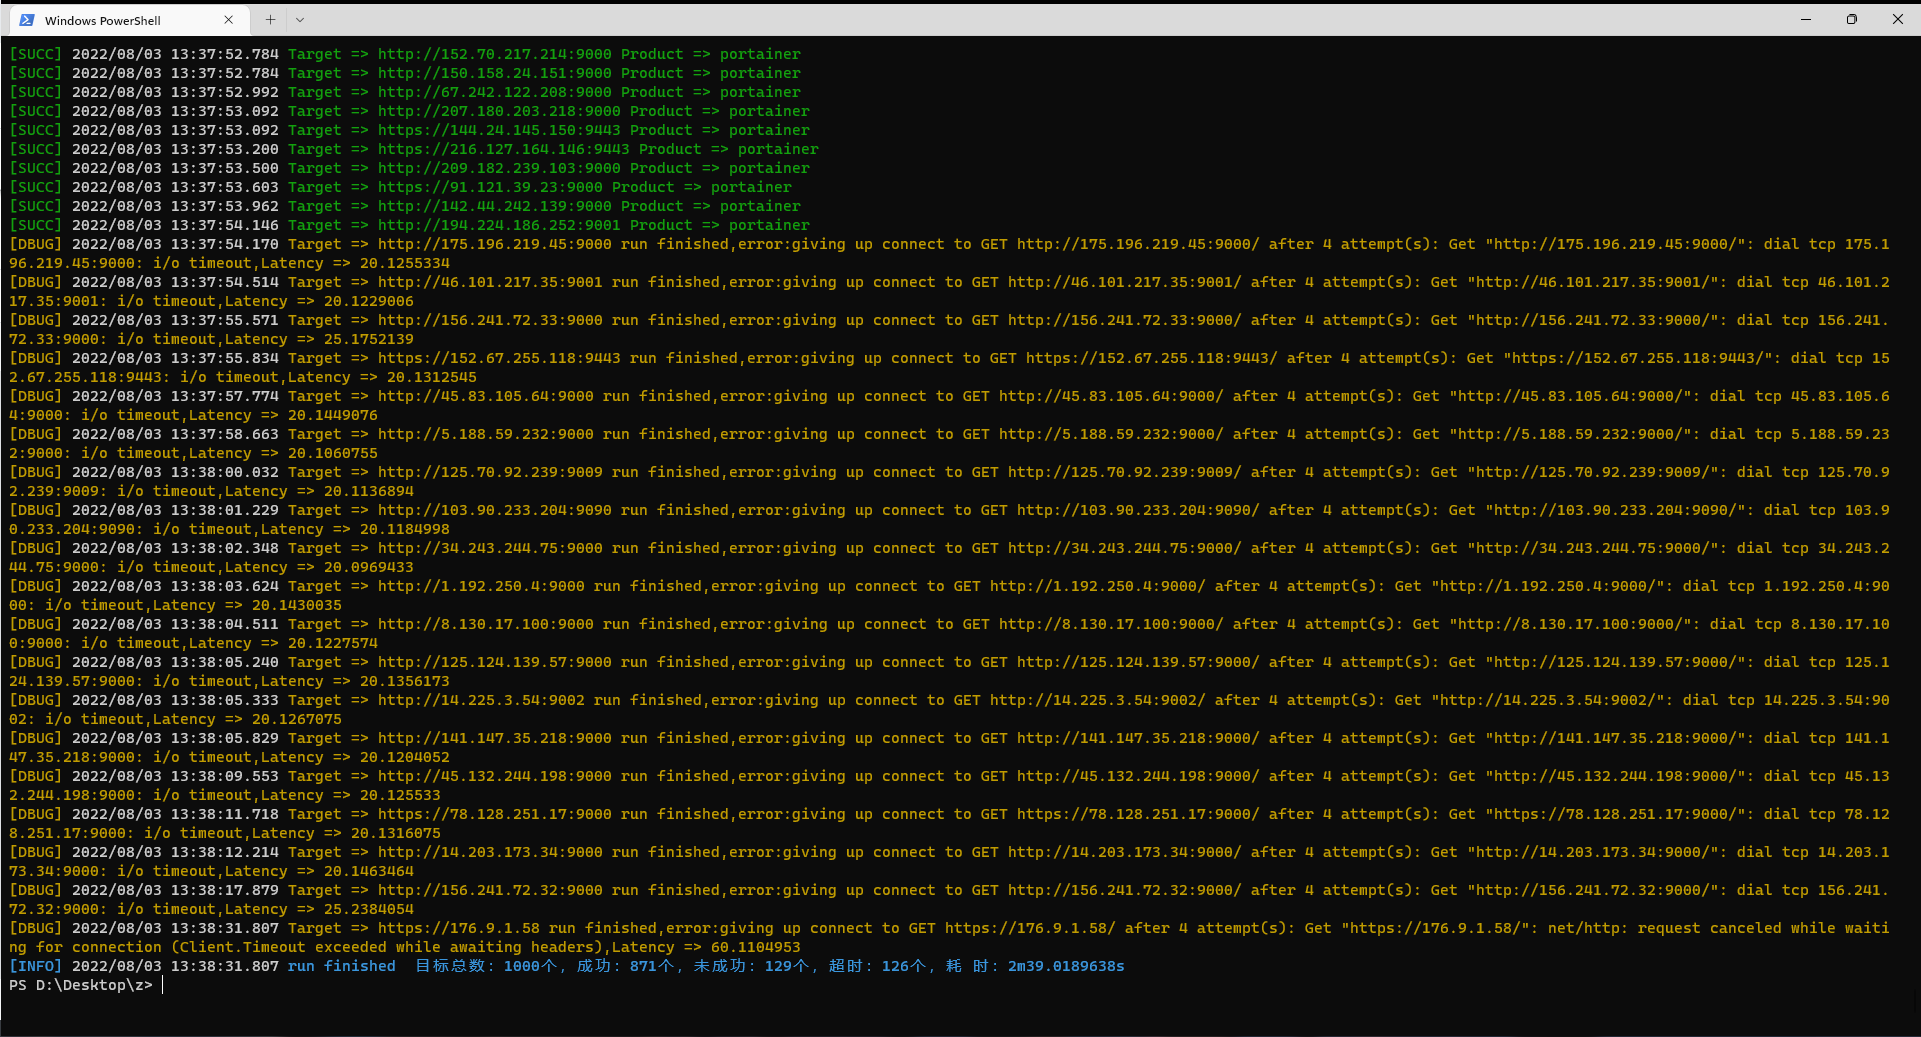 Windows PowerShell
[SUCC] 2022/08/03 13:37:52.784 Target => http://152.70.217.214:9000 Product => portainer
[SUCC] 2022/08/03 13:37:52.784 Target => http://150.158.24.151:9000 Product => portainer
[SUCC] 2022/08/03 13:37:52.992 Target => http://67.242.122.208:9000 Product => portainer
[SUCC] 2022/08/03 13:37:53.092 Target => http://207.180.203.218:9000 Product => portainer
[SUCC] 2022/08/03 13:37:53.092 Target => https://144.24.145.150:9443 Product => portainer
[SUCC] 2022/08/03 13:37:53.200 Target => https://216.127.164.146:9443 Product => portainer
[SUCC] 2022/08/03 13:37:53.500 Target => http://209.182.239.103:9000 Product => portainer
[SUCC] 2022/08/03 13:37:53.603 Target => https://91.121.39.23:9000 Product => portainer
[SUCC] 2022/08/03 13:37:53.962 Target => http://142.44.242.139:9000 Product => portainer
[SUCC] 2022/08/03 13:37:54.146 Target => http://194.224.186.252:9001 Product => portainer
[DBUG] 2022/08/03 13:37:54.170 Target => http://175.196.219.45:9000 run finished,error:giving up connect to GET http://175.196.219.45:9000/ after 4 attempt(s): Get "http://175.196.219.45:9000/": dial tcp 175.1
96.219.45:9000: i/o timeout,Latency => 20.1255334
[DBUG] 2022/08/03 13:37:54.514 Target => http://46.101.217.35:9001 run finished,error:giving up connect to GET http://46.101.217.35:9001/ after 4 attempt(s): Get "http://46.101.217.35:9001/": dial tcp 46.101.2
17.35:9001: i/o timeout,Latency => 20.1229006
[DBUG] 2022/08/03 13:37:55.571 Target => http://156.241.72.33:9000 run finished,error:giving up connect to GET http://156.241.72.33:9000/ after 4 attempt(s): Get "http://156.241.72.33:9000/": dial tcp 156.241.
72.33:9000: i/o timeout,Latency => 25.1752139
[DBUG] 2022/08/03 13:37:55.834 Target => https://152.67.255.118:9443 run finished,error:giving up connect to GET https://152.67.255.118:9443/ after 4 attempt(s): Get "https://152.67.255.118:9443/": dial tcp 15
2.67.255.118:9443: i/o timeout,Latency => 20.1312545
[DBUG] 2022/08/03 13:37:57.774 Target => http://45.83.105.64:9000 run finished,error:giving up connect to GET http://45.83.105.64:9000/ after 4 attempt(s): Get "http://45.83.105.64:9000/": dial tcp 45.83.105.6
4:9000: i/o timeout,Latency => 20.1449076
[DBUG] 2022/08/03 13:37:58.663 Target => http://5.188.59.232:9000 run finished,error:giving up connect to GET http://5.188.59.232:9000/ after 4 attempt(s): Get "http://5.188.59.232:9000/": dial tcp 5.188.59.23
2:9000: i/o timeout,Latency => 20.1060755
[DBUG] 2022/08/03 13:38:00.032 Target => http://125.70.92.239:9009 run finished,error:giving up connect to GET http://125.70.92.239:9009/ after 4 attempt(s): Get "http://125.70.92.239:9009/": dial tcp 125.70.9
2.239:9009: i/o timeout,Latency => 20.1136894
[DBUG] 2022/08/03 13:38:01.229 Target => http://103.90.233.204:9090 run finished,error:giving up connect to GET http://103.90.233.204:9090/ after 4 attempt(s): Get "http://103.90.233.204:9090/": dial tcp 103.9
0.233.204:9090: i/o timeout,Latency => 20.1184998
[DBUG] 2022/08/03 13:38:02.348 Target => http://34.243.244.75:9000 run finished,error:giving up connect to GET http://34.243.244.75:9000/ after 4 attempt(s): Get "http://34.243.244.75:9000/": dial tcp 34.243.2
44.75:9000: i/o timeout,Latency => 20.0969433
[DBUG] 2022/08/03 13:38:03.624 Target => http://1.192.250.4:9000 run finished,error:giving up connect to GET http://1.192.250.4:9000/ after 4 attempt(s): Get "http://1.192.250.4:9000/": dial tcp 1.192.250.4:90
00: i/o timeout,Latency => 20.1430035
[DBUG] 2022/08/03 13:38:04.511 Target => http://8.130.17.100:9000 run finished,error:giving up connect to GET http://8.130.17.100:9000/ after 4 attempt(s): Get "http://8.130.17.100:9000/": dial tcp 8.130.17.10
0:9000: i/o timeout,Latency => 20.1227574
[DBUG] 2022/08/03 13:38:05.240 Target => http://125.124.139.57:9000 run finished,error:giving up connect to GET http://125.124.139.57:9000/ after 4 attempt(s): Get "http://125.124.139.57:9000/": dial tcp 125.1
24.139.57:9000: i/o timeout,Latency => 20.1356173
[DBUG] 2022/08/03 13:38:05.333 Target => http://14.225.3.54:9002 run finished,error:giving up connect to GET http://14.225.3.54:9002/ after 4 attempt(s): Get "http://14.225.3.54:9002/": dial tcp 14.225.3.54:90
02: i/o timeout,Latency => 20.1267075
[DBUG] 2022/08/03 13:38:05.829 Target => http://141.147.35.218:9000 run finished,error:giving up connect to GET http://141.147.35.218:9000/ after 4 attempt(s): Get "http://141.147.35.218:9000/": dial tcp 141.1
47.35.218:9000: i/o timeout,Latency => 20.1204052
[DBUG] 2022/08/03 13:38:09.553 Target => http://45.132.244.198:9000 run finished,error:giving up connect to GET http://45.132.244.198:9000/ after 4 attempt(s): Get "http://45.132.244.198:9000/": dial tcp 45.13
2.244.198:9000: i/o timeout,Latency => 20.125533
[DBUG] 2022/08/03 13:38:11.718 Target => https://78.128.251.17:9000 run finished,error:giving up connect to GET https://78.128.251.17:9000/ after 4 attempt(s): Get "https://78.128.251.17:9000/": dial tcp 78.12
8.251.17:9000: i/o timeout,Latency => 20.1316075
[DBUG] 2022/08/03 13:38:12.214 Target => http://14.203.173.34:9000 run finished,error:giving up connect to GET http://14.203.173.34:9000/ after 4 attempt(s): Get "http://14.203.173.34:9000/": dial tcp 14.203.1
73.34:9000: i/o timeout,Latency => 20.1463464
[DBUG] 2022/08/03 13:38:17.879 Target => http://156.241.72.32:9000 run finished,error:giving up connect to GET http://156.241.72.32:9000/ after 4 attempt(s): Get "http://156.241.72.32:9000/": dial tcp 156.241.
72.32:9000: i/o timeout,Latency => 25.2384054
[DBUG] 2022/08/03 13:38:31.807 Target => https://176.9.1.58 run finished,error:giving up connect to GET https://176.9.1.58/ after 4 attempt(s): Get "https://176.9.1.58/": net/http: request canceled while waiti
ng for connection (Client.Timeout exceeded while awaiting headers),Latency => 60.1104953
[INFO] 2022/08/03 13:38:31.807 run finished  目标总数: 1000个, 成功: 871个, 未成功: 129个, 超时: 126个, 耗 时: 2m39.0189638s
PS D:\Desktop\z>